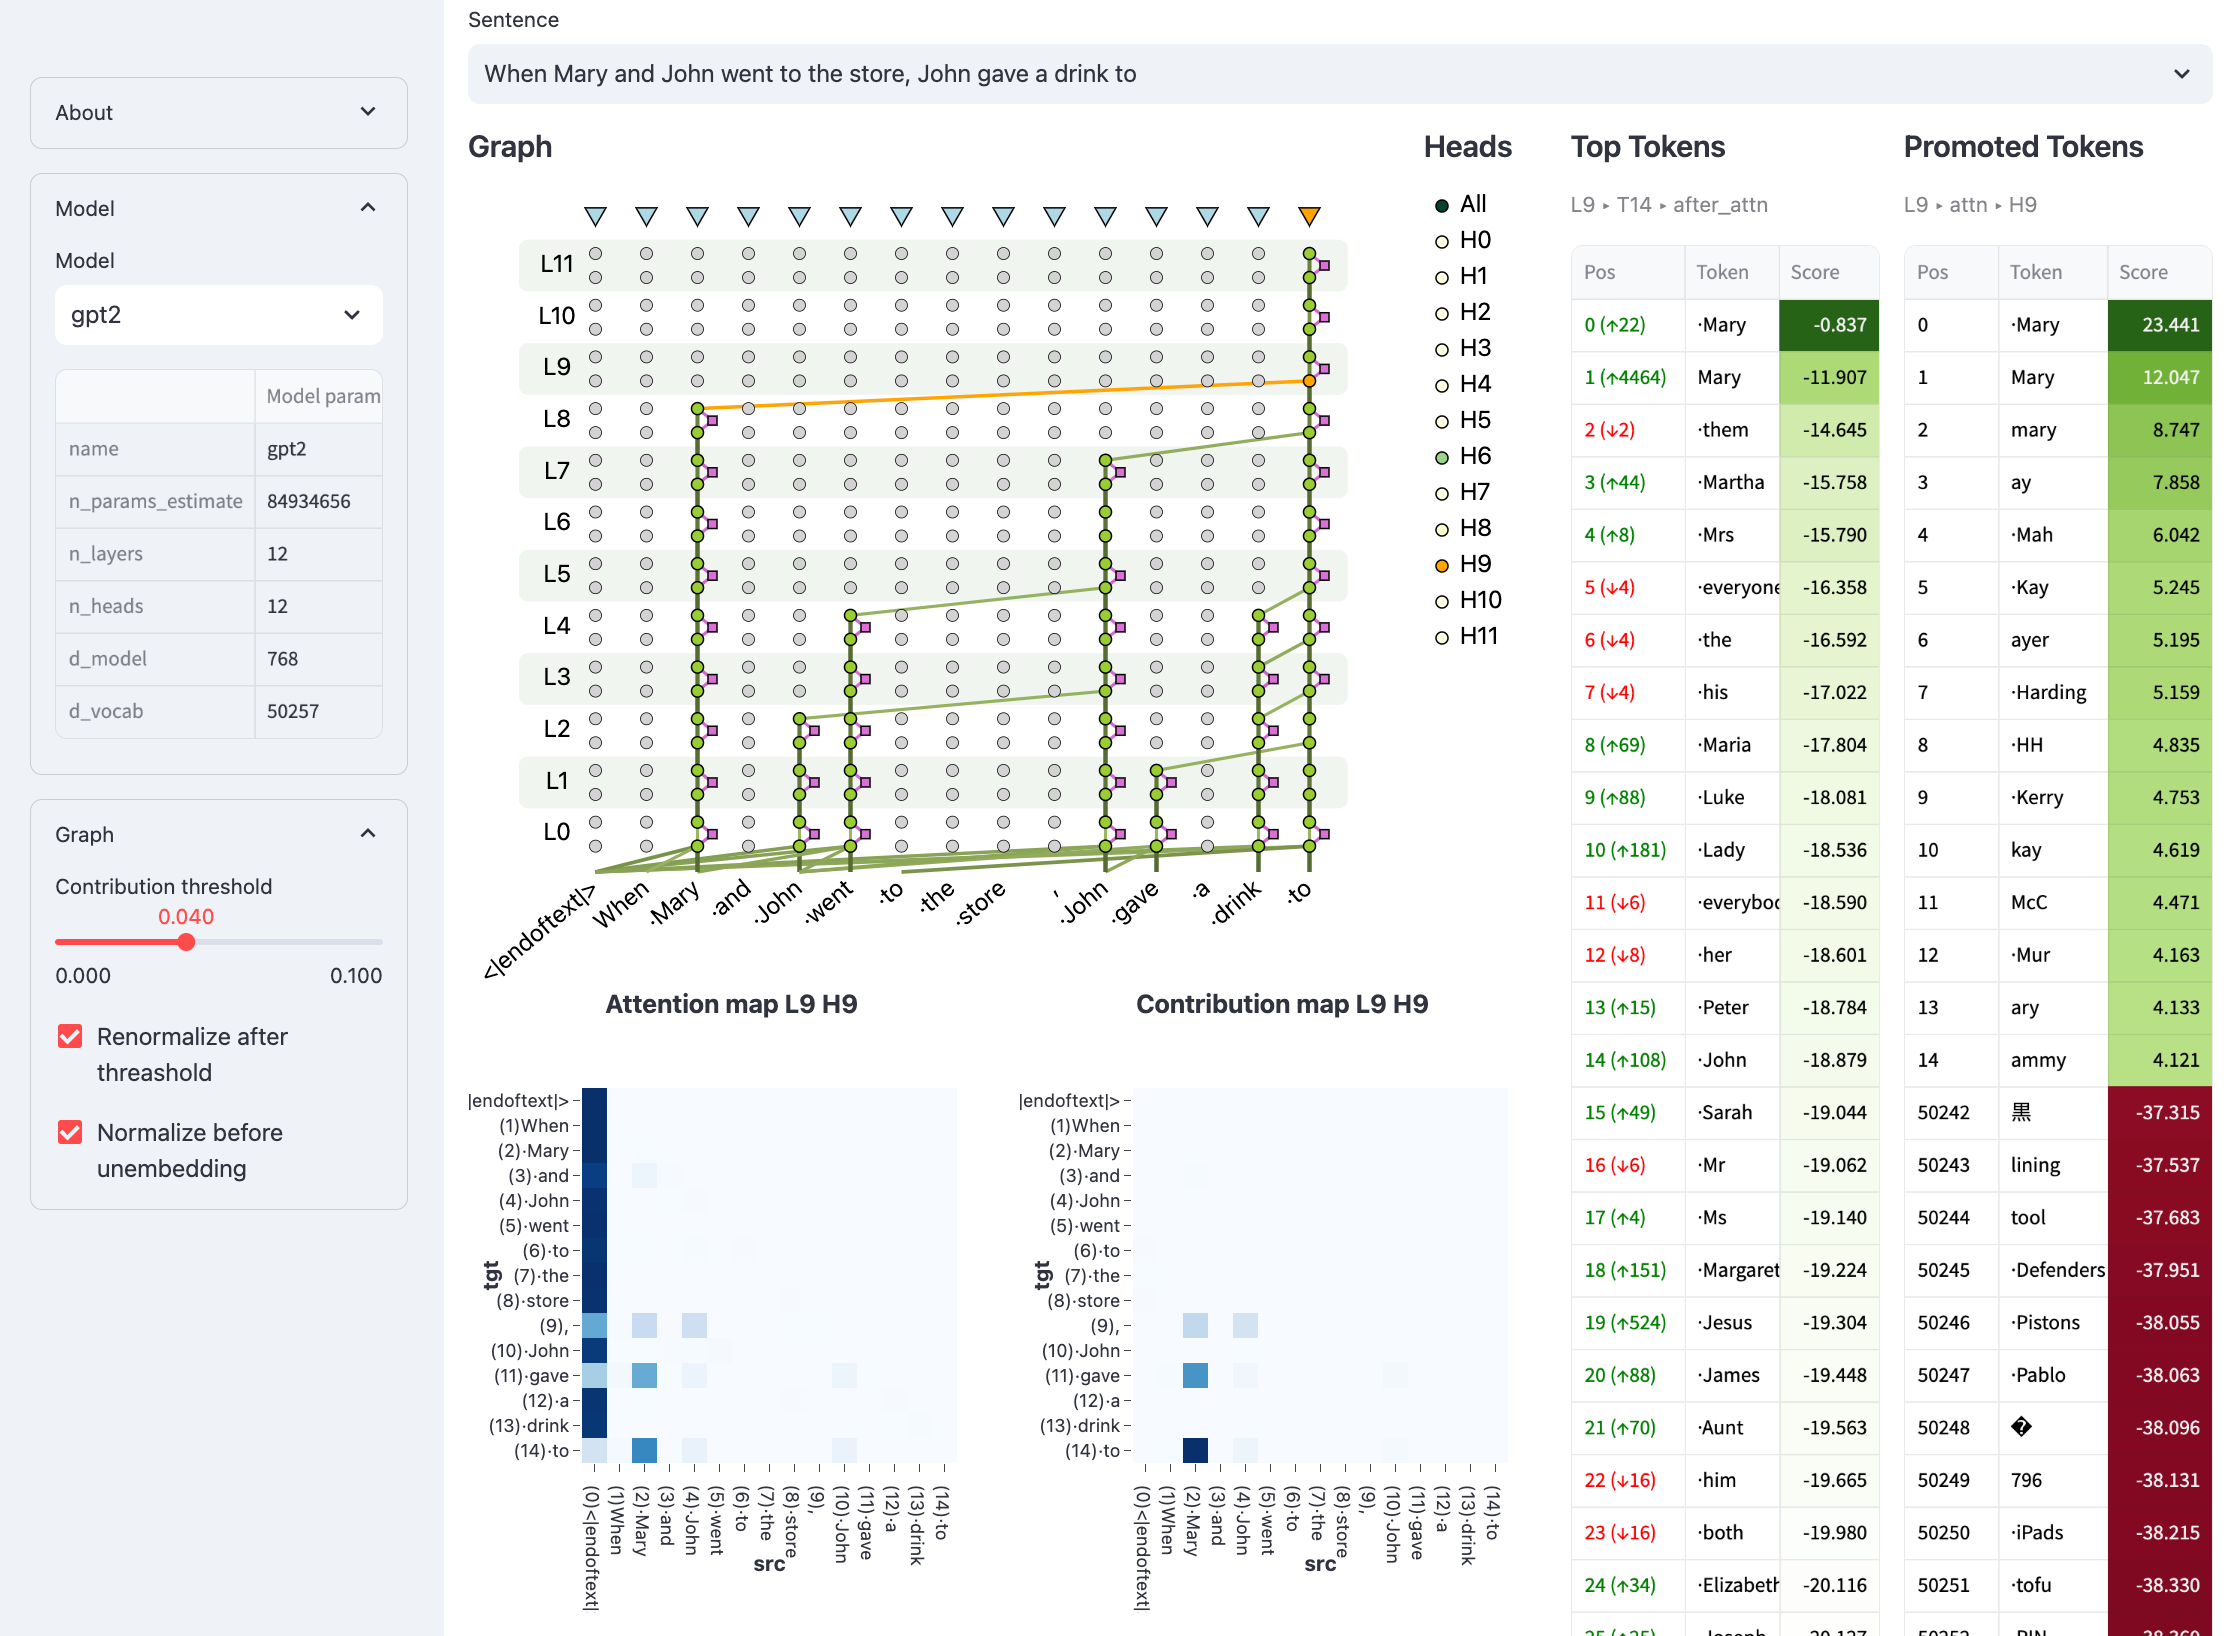 About
Model
Model
gpt2
Model param
name gpt2
n_params_estimate 84934656
n_layers 12
n_heads 12
d_model 768
d_vocab 50257
Graph
Contribution threshold
0.040
0.000 0.100
Renormalize after
threashold
Normalize before
unembedding
Sentence
When Mary and John went to the store, John gave a drink to
Graph
L11
L10
L9
L8
L7
L6
L5
L4
L3
L2
L1
L0
<|endoftext|> When ·Mary ·and ·John ·went ·to ·the ·store , ·John ·gave ·a ·drink ·to
Heads
All
H0
H1
H2
H3
H4
H5
H6
H7
H8
H9
H10
H11
Attention map L9 H9
|endoftext|>
(1)When
(2)·Mary
(3)·and
(4)·John
(5)·went
(6)·to
(7)·the
(8)·store
(9),
(10)·John
(11)·gave
(12)·a
(13)·drink
(14)·to
tgt
(0)<|endoftext| (1)When (2)·Mary (3)·and (4)·John (5)·went (6)·to (7)·the (8)·store (9), (10)·John (11)·gave (12)·a (13)·drink (14)·to
src
Contribution map L9 H9
|endoftext|>
(1)When
(2)·Mary
(3)·and
(4)·John
(5)·went
(6)·to
(7)·the
(8)·store
(9),
(10)·John
(11)·gave
(12)·a
(13)·drink
(14)·to
tgt
(0)<|endoftext| (1)When (2)·Mary (3)·and (4)·John (5)·went (6)·to (7)·the (8)·store (9), (10)·John (11)·gave (12)·a (13)·drink (14)·to
src
Top Tokens
L9 ▸ T14 ▸ after_attn
Pos Token Score
0 (↑22) ·Mary -0.837
1 (↑4464) Mary -11.907
2 (↓2) ·them -14.645
3 (↑44) ·Martha -15.758
4 (↑8) ·Mrs -15.790
5 (↓4) ·everyone -16.358
6 (↓4) ·the -16.592
7 (↓4) ·his -17.022
8 (↑69) ·Maria -17.804
9 (↑88) ·Luke -18.081
10 (↑181) ·Lady -18.536
11 (↓6) ·everyboo -18.590
12 (↓8) ·her -18.601
13 (↑15) ·Peter -18.784
14 (↑108) ·John -18.879
15 (↑49) ·Sarah -19.044
16 (↓6) ·Mr -19.062
17 (↑4) ·Ms -19.140
18 (↑151) ·Margaret -19.224
19 (↑524) ·Jesus -19.304
20 (↑88) ·James -19.448
21 (↑70) ·Aunt -19.563
22 (↓16) ·him -19.665
23 (↓16) ·both -19.980
24 (↑34) ·Elizabeth -20.116
Promoted Tokens
L9 ▸ attn ▸ H9
Pos Token Score
0 ·Mary 23.441
1 Mary 12.047
2 mary 8.747
3 ay 7.858
4 ·Mah 6.042
5 ·Kay 5.245
6 ayer 5.195
7 ·Harding 5.159
8 ·HH 4.835
9 ·Kerry 4.753
10 kay 4.619
11 McC 4.471
12 ·Mur 4.163
13 ary 4.133
14 ammy 4.121
50242 黒 -37.315
50243 lining -37.537
50244 tool -37.683
50245 ·Defenders -37.951
50246 ·Pistons -38.055
50247 ·Pablo -38.063
50248 � -38.096
50249 796 -38.131
50250 ·iPads -38.215
50251 ·tofu -38.330